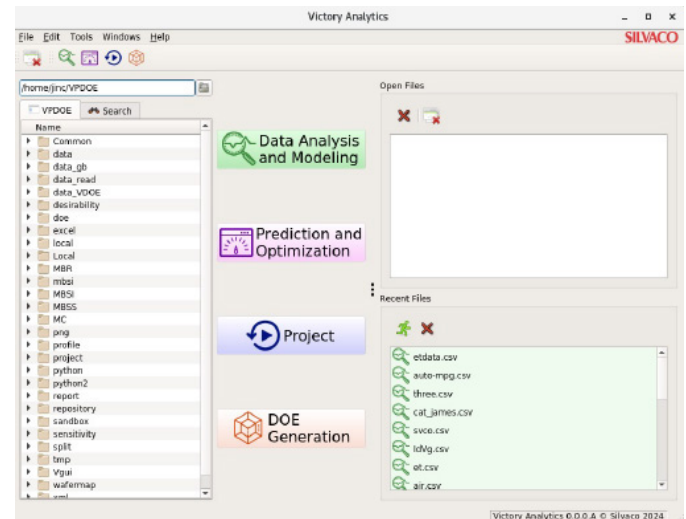 Victory Analytics
File Edit Tools Windows Help
SILVACO
/home/jinc/VPDOE
VPDOE Search
Name
Common
data
data_gb
data_read
data_VDOE
desirability
doe
excel
local
Local
MBR
mbsi
MBSI
MBSS
MC
png
profile
project
python
python2
report
repository
sandbox
sensitivity
split
tmp
Vgui
wafermap
Data Analysis
and Modeling
Prediction and
Optimization
Project
DOE
Generation
Open Files
Recent Files
etdata.csv
auto-mpg.csv
three.csv
cat_james.csv
svco.csv
IdVg.csv
et.csv
air.csv
Victory Analytics 0.0.0.A © Silvaco 2024